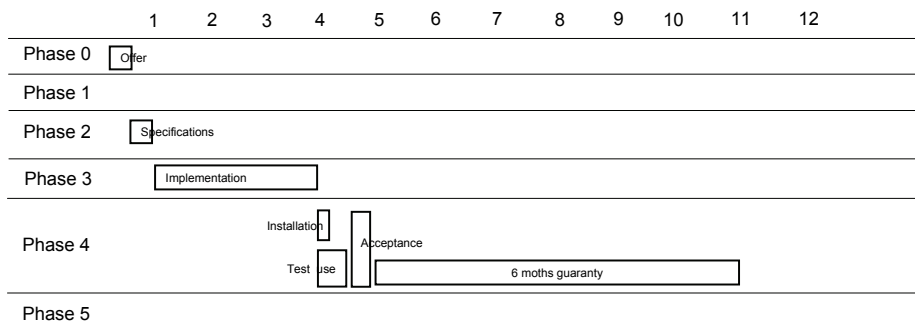 1 2 3 4 5 6 7 8 9 10 11 12
Phase 0 Offer
Phase 1
Phase 2 Specifications
Phase 3 Implementation
Installation
Phase 4 Acceptance
Test use 6 moths guaranty
Phase 5